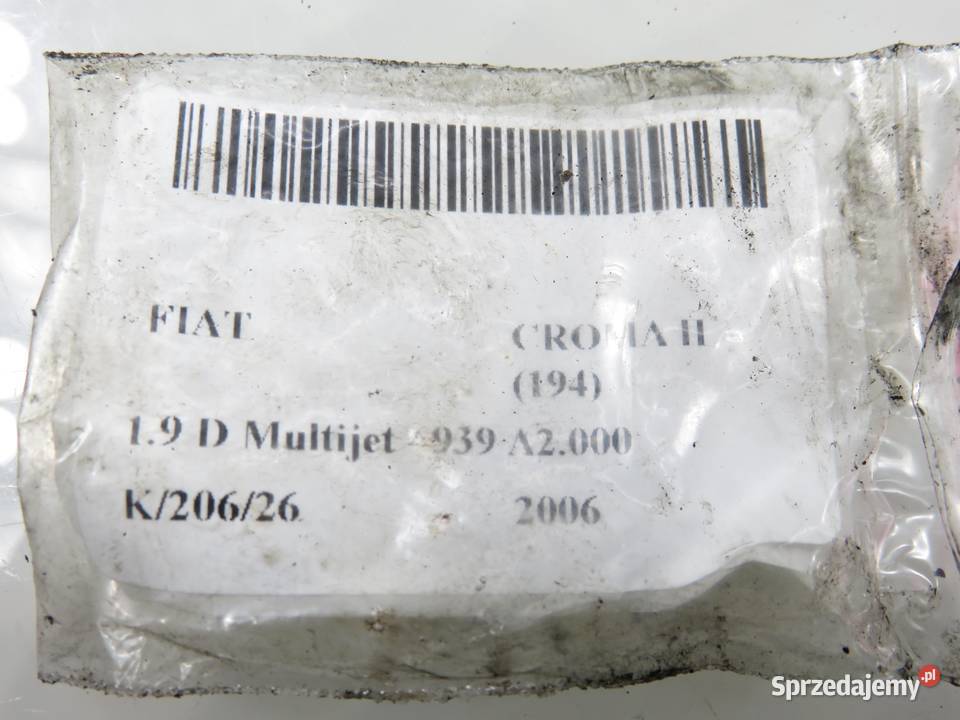 FIAT CROMA II
(194)
1.9 D Multijet 939 A2.000
K/206/26 2006
Sprzedajemy.pl